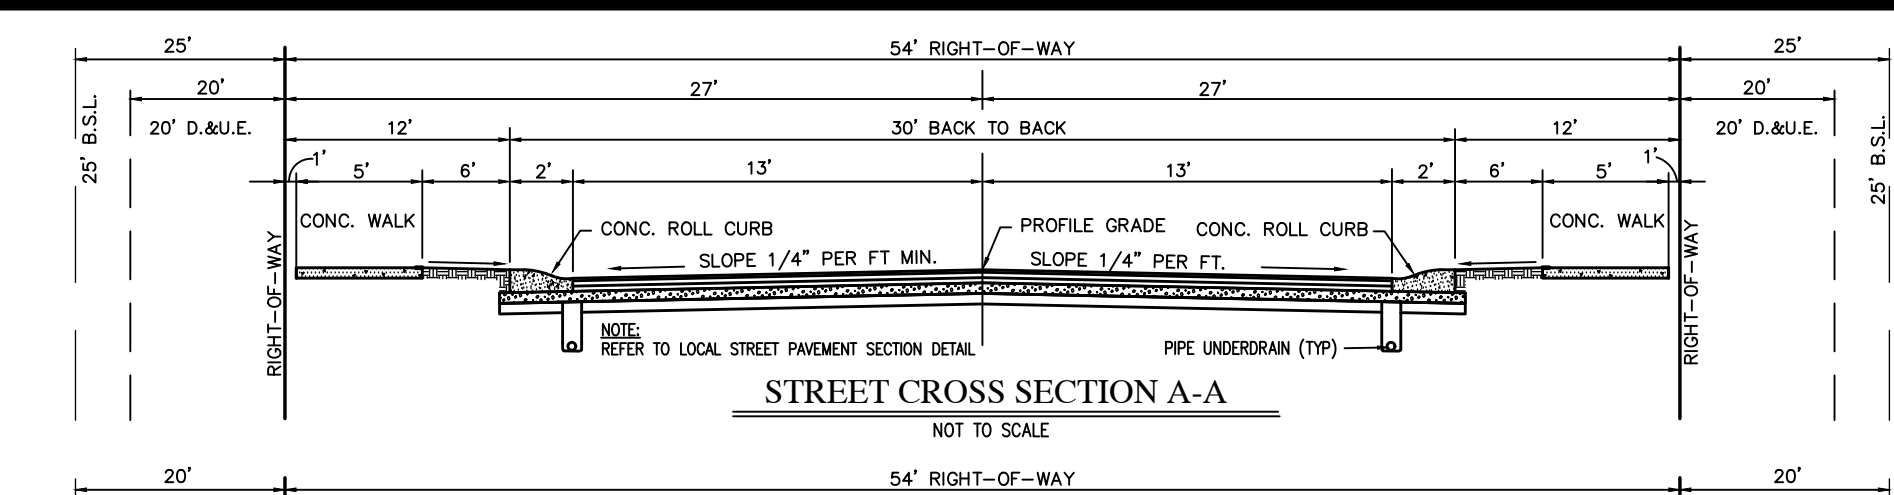 25' 54' RIGHT-OF-WAY 25'
20' 27' 27' 20'
25' B.S.L. 20' D.&U.E. 12' 30' BACK TO BACK 12' 20' D.&U.E. 25' B.S.L.
1' 5' 6' 2' 13' 13' 2' 6' 5' 1'
CONC. WALK CONC. ROLL CURB PROFILE GRADE CONC. ROLL CURB CONC. WALK
RIGHT-OF-WAY SLOPE 1/4" PER FT MIN. SLOPE 1/4" PER FT. RIGHT-OF-WAY
NOTE:
REFER TO LOCAL STREET PAVEMENT SECTION DETAIL PIPE UNDERDRAIN (TYP)
STREET CROSS SECTION A-A
NOT TO SCALE
20' 54' RIGHT-OF-WAY 20'